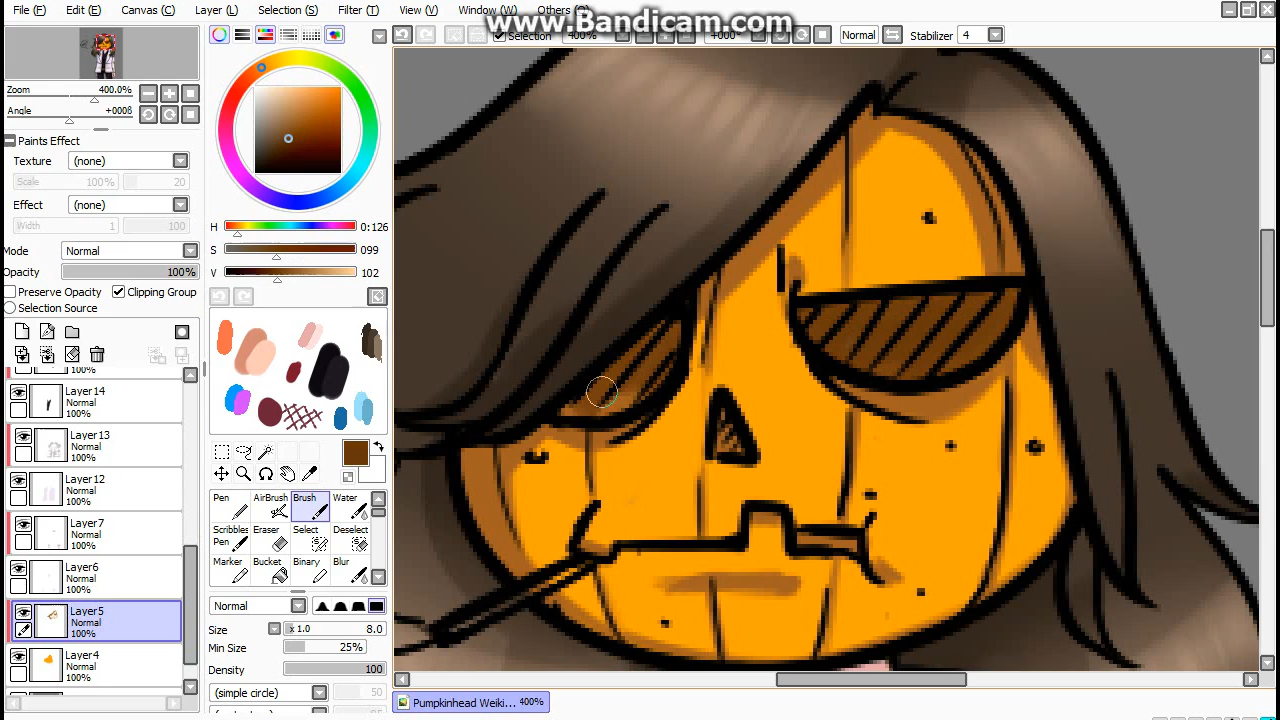 File (F) Edit (E) Canvas (C) Layer (L) Selection (S) Filter (T) View (V) Window (W) Others (O)
www.Bandicam.com
Selection 400% +000° Normal Stabilizer 4
Zoom 400.0%
Angle +000ß
Paints Effect
Texture (none)
Scale 100% 20
Effect (none)
Width 1 100
Mode Normal
Opacity 100%
Preserve Opacity Clipping Group
Selection Source
100%
Layer14
Normal
100%
Layer13
Normal
100%
Layer12
Normal
100%
Layer7
Normal
100%
Layer6
Normal
100%
Layer5
Normal
100%
Layer4
Normal
100%
H 0:126
S 099
V 102
Pen AirBrush Brush Water
Scribbles Pen Eraser Select Deselect
Marker Bucket Binary Blur
Normal
Size x 1.0 8.0
Min Size 25%
Density 100
(simple circle) 50
Pumpkinhead Weiki... 400%